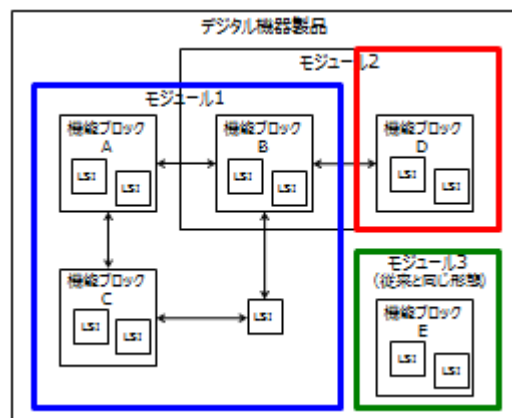 デジタル機器製品
モジュール2
モジュール1
機能ブロック
A
LSI
LSI
機能ブロック
B
LSI
LSI
機能ブロック
D
LSI
LSI
機能ブロック
C
LSI
LSI
LSI
モジュール3
(従来と同じ形態)
機能ブロック
E
LSI
LSI